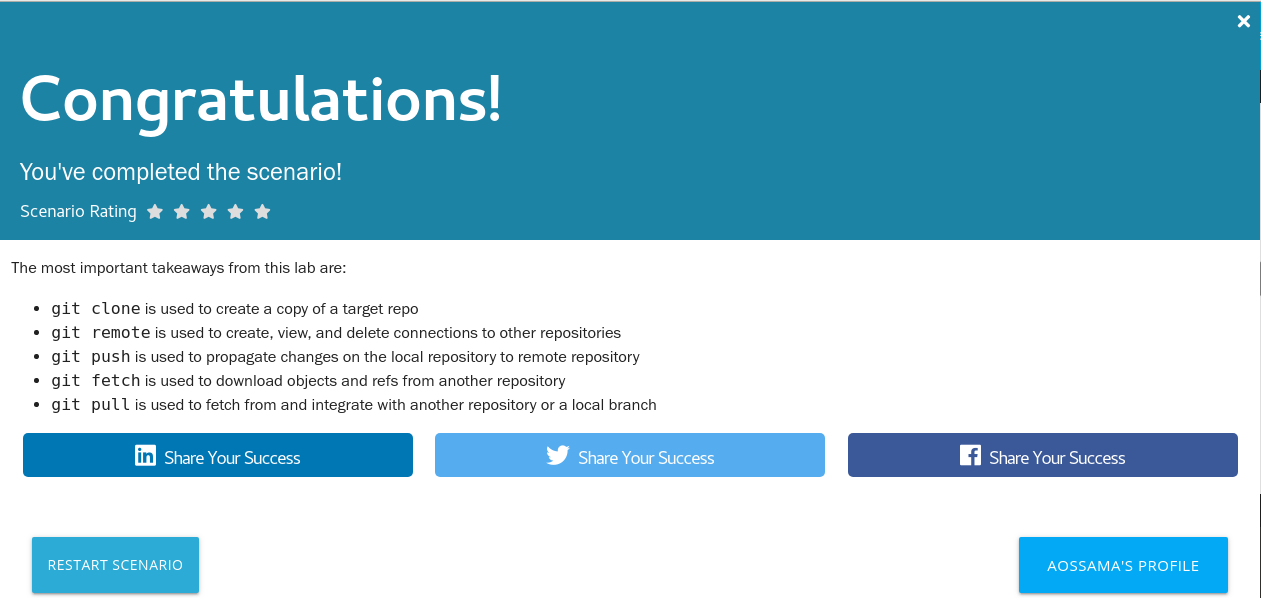 Congratulations!
You've completed the scenario!
Scenario Rating
The most important takeaways from this lab are:
git clone is used to create a copy of a target repo
git remote is used to create, view, and delete connections to other repositories
git push is used to propagate changes on the local repository to remote repository
git fetch is used to download objects and refs from another repository
git pull is used to fetch from and integrate with another repository or a local branch
Share Your Success
Share Your Success
Share Your Success
RESTART SCENARIO
AOSSAMA'S PROFILE